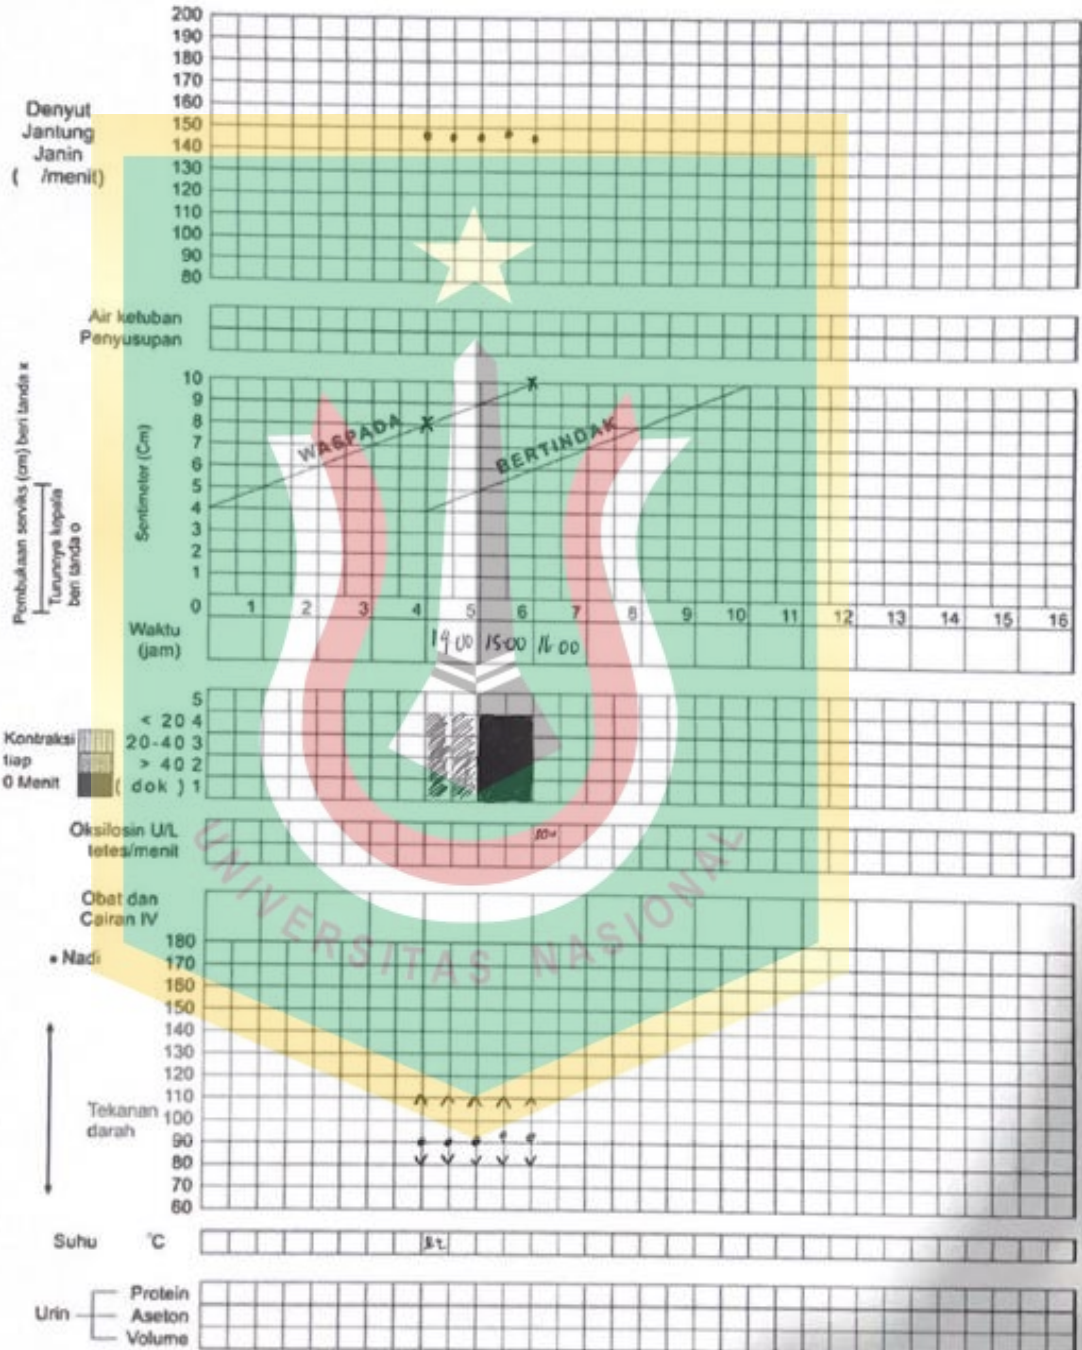 200
190
180
170
160
150
140
130
120
110
100
90
80
Denyut
Jantung
Janin
( /menit)
Air ketuban
Penyusupan
Pembukaan serviks (cm) beri tanda x
Turunnya kepala
beri tanda o
Sentimeter (Cm)
10
9
8
7
6
5
4
3
2
1
0
WASPADA
BERTINDAK
X
X
1 2 3 4 5 6 7 8 9 10 11 12 13 14 15 16
Waktu
(jam)
14 00 15 00 16 00
Kontraksi
tiap
0 Menit
5
< 20 4
20-40 3
> 40 2
( dok ) 1
Oksilosin U/L
tetes/menit
Obat dan
Cairan IV
UNIVERSITAS NASIONAL
• Nadi
Tekanan
darah
180
170
160
150
140
130
120
110
100
90
80
70
60
Suhu °C
Urin
Protein
Aseton
Volume